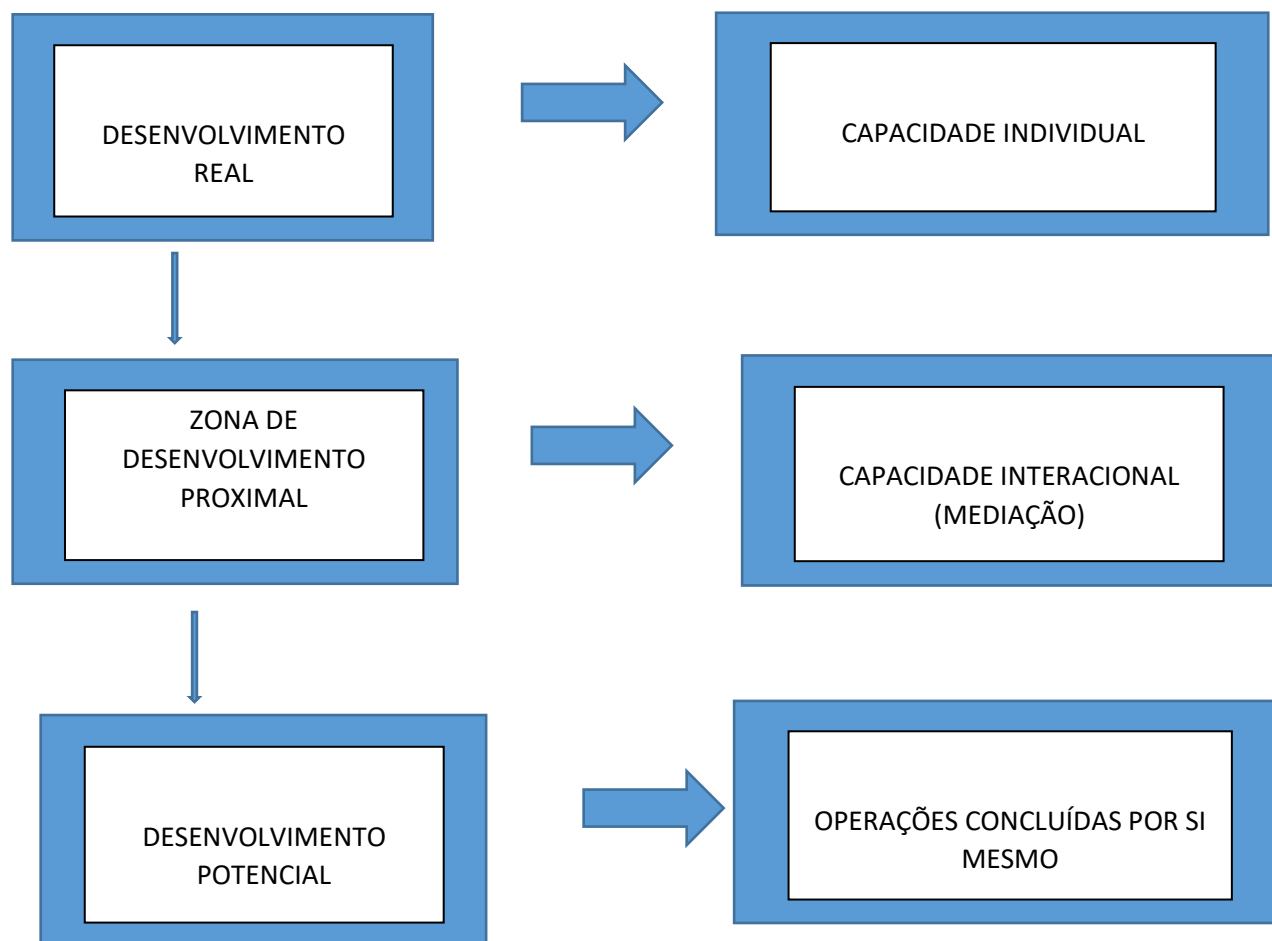 DESENVOLVIMENTO
REAL
CAPACIDADE INDIVIDUAL
ZONA DE
DESENVOLVIMENTO
PROXIMAL
CAPACIDADE INTERACIONAL
(MEDIAÇÃO)
DESENVOLVIMENTO
POTENCIAL
OPERAÇÕES CONCLUÍDAS POR SI
MESMO